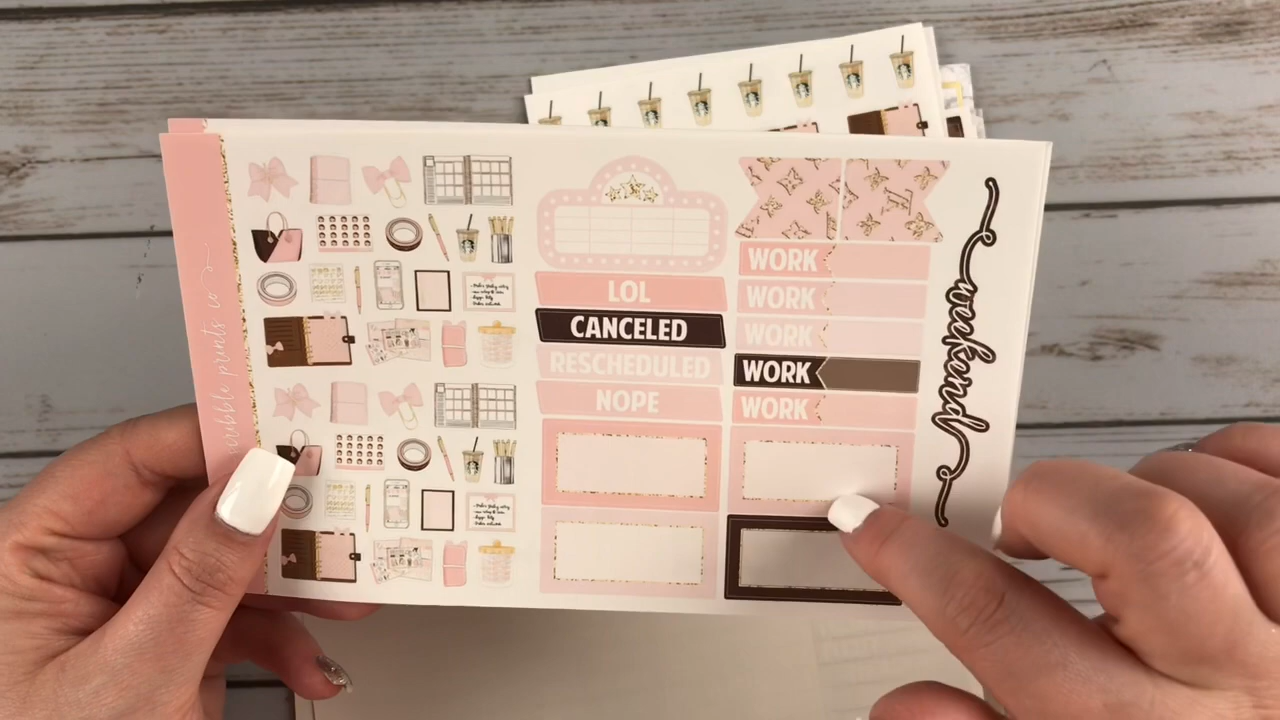 scribble prints co
LOL
CANCELED
RESCHEDULED
NOPE
WORK
WORK
WORK
WORK
WORK
weekend